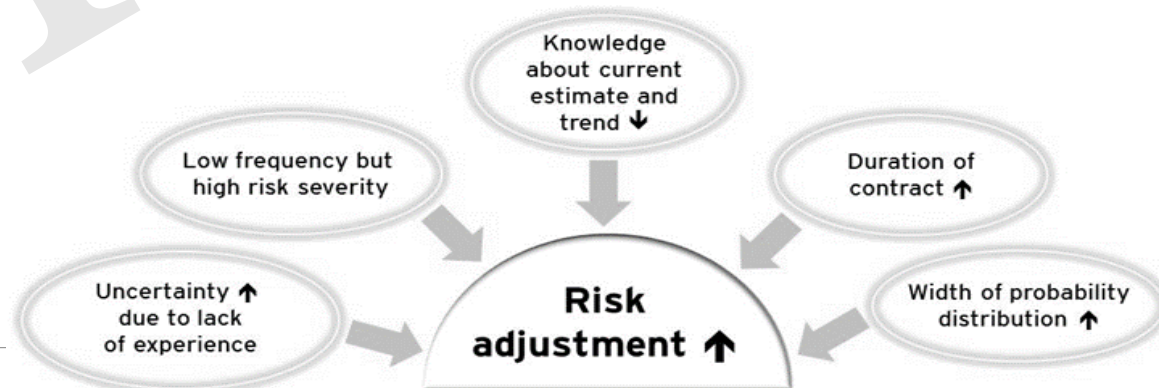 Knowledge
about current
estimate and
trend ↓
Low frequency but
high risk severity
Duration of
contract ↑
Uncertainty ↑
due to lack
of experience
Width of probability
distribution ↑
Risk
adjustment ↑